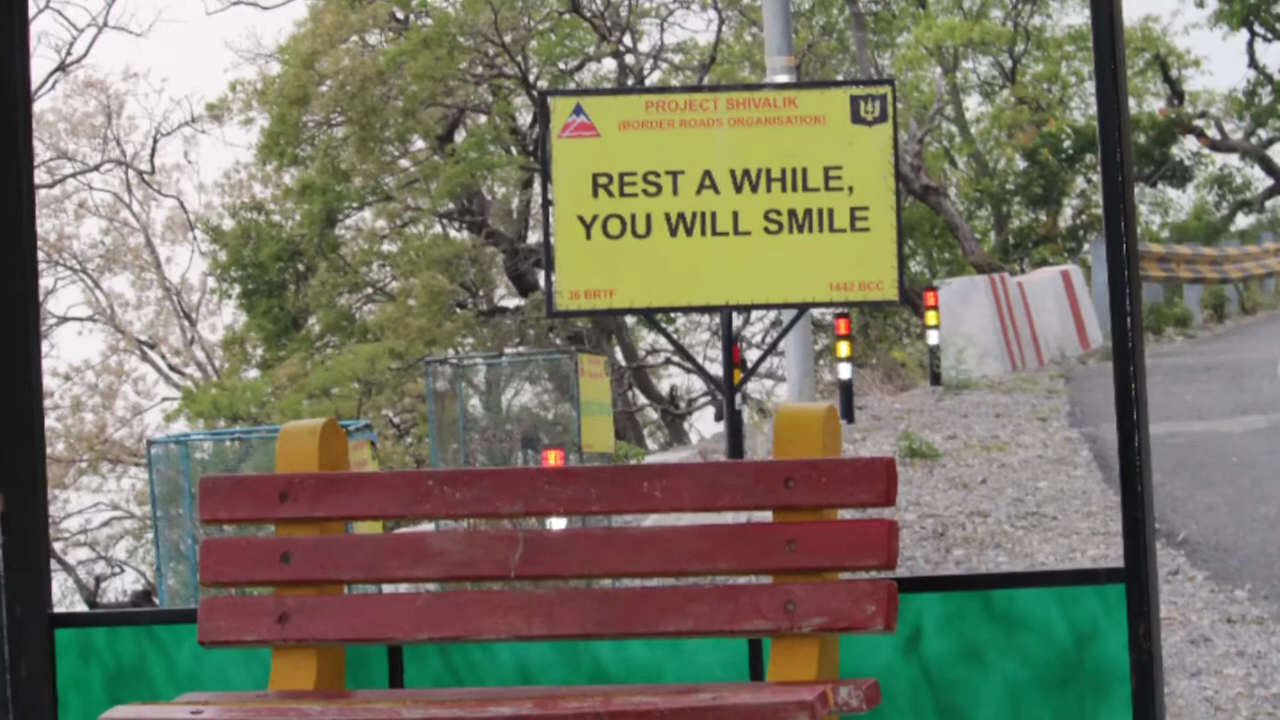 PROJECT SHIVALIK
(BORDER ROADS ORGANISATION)
REST A WHILE,
YOU WILL SMILE
36 BRTF
1442 BCC